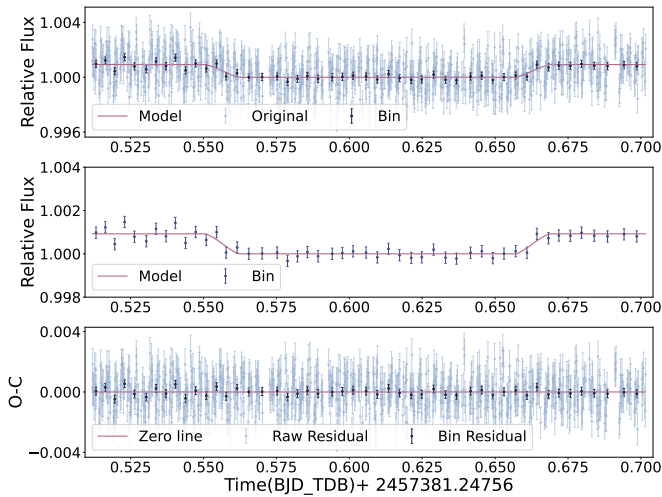 Relative Flux
1.004
1.000
0.996
Model Original Bin
0.525 0.550 0.575 0.600 0.625 0.650 0.675 0.700
Relative Flux
1.004
1.002
1.000
0.998
Model Bin
0.525 0.550 0.575 0.600 0.625 0.650 0.675 0.700
O-C
0.004
0.000
−0.004
Zero line Raw Residual Bin Residual
0.525 0.550 0.575 0.600 0.625 0.650 0.675 0.700
Time(BJD_TDB)+ 2457381.24756